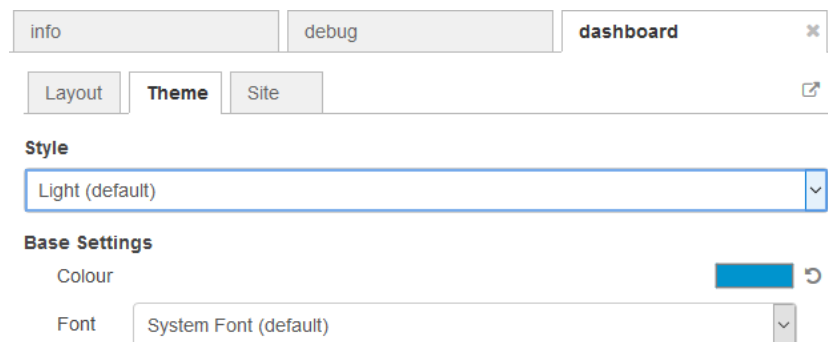 info debug dashboard
Layout Theme Site
Style
Light (default)
Base Settings
Colour
Font System Font (default)